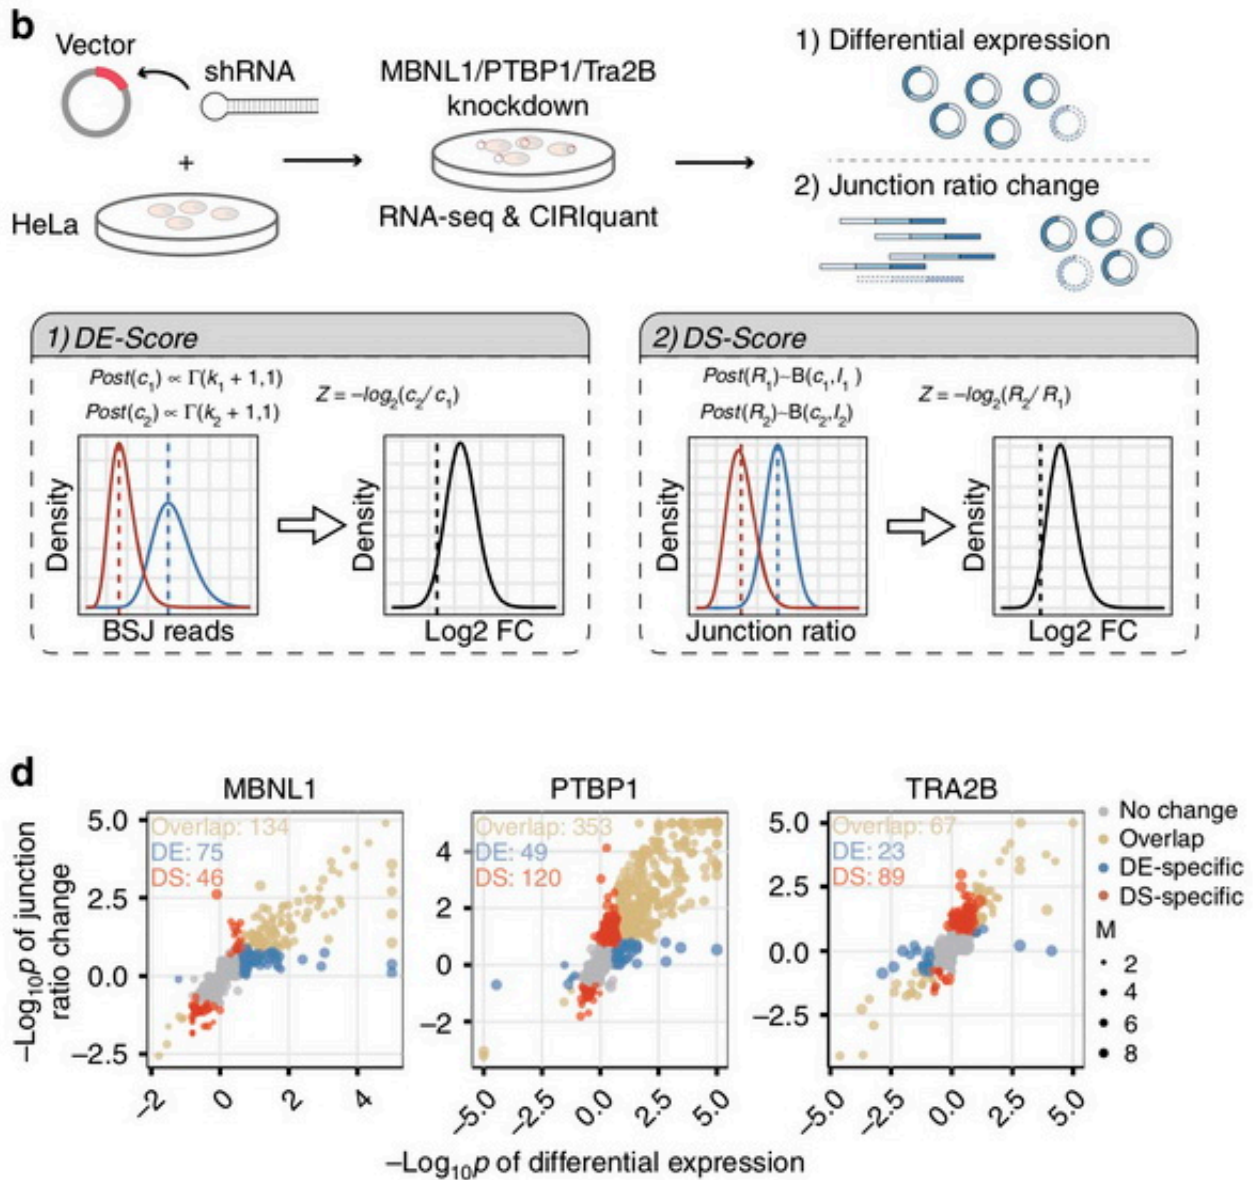 b
Vector
shRNA
+
HeLa
MBNL1/PTBP1/Tra2B
knockdown
RNA-seq & CIRIquant
1) Differential expression
2) Junction ratio change
1) DE-Score
Post(c₁) ∝ Γ(k₁ + 1,1)
Post(c₂) ∝ Γ(k₂ + 1,1)
Z = −log₂(c₂/ c₁)
Density
BSJ reads
Density
Log2 FC
2) DS-Score
Post(R₁)~B(c₁,l₁ )
Post(R₂)~B(c₂,l₂)
Z = −log₂(R₂/ R₁)
Density
Junction ratio
Density
Log2 FC
d
−Log₁₀p of junction
ratio change
MBNL1
Overlap: 134
DE: 75
DS: 46
5.0
2.5
0.0
−2.5
−2
0
2
4
PTBP1
Overlap: 353
DE: 49
DS: 120
4
2
0
−2
−5.0
−2.5
0.0
2.5
5.0
TRA2B
Overlap: 67
DE: 23
DS: 89
5.0
2.5
0.0
−2.5
−5.0
−2.5
0.0
2.5
5.0
No change
Overlap
DE-specific
DS-specific
M
2
4
6
8
−Log₁₀p of differential expression